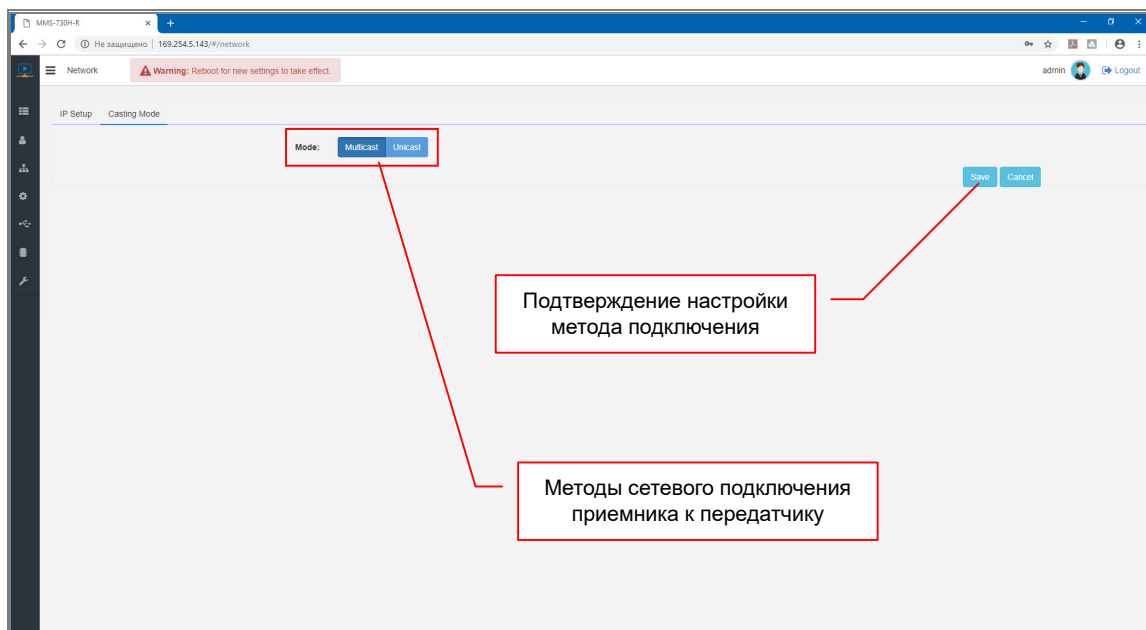 MMS-730H-R
Не защищено | 169.254.5.143/#/network
Network
Warning: Reboot for new settings to take effect.
admin
Logout
IP Setup Casting Mode
Mode: Multicast Unicast
Save Cancel
Подтверждение настройки
метода подключения
Методы сетевого подключения
приемника к передатчику